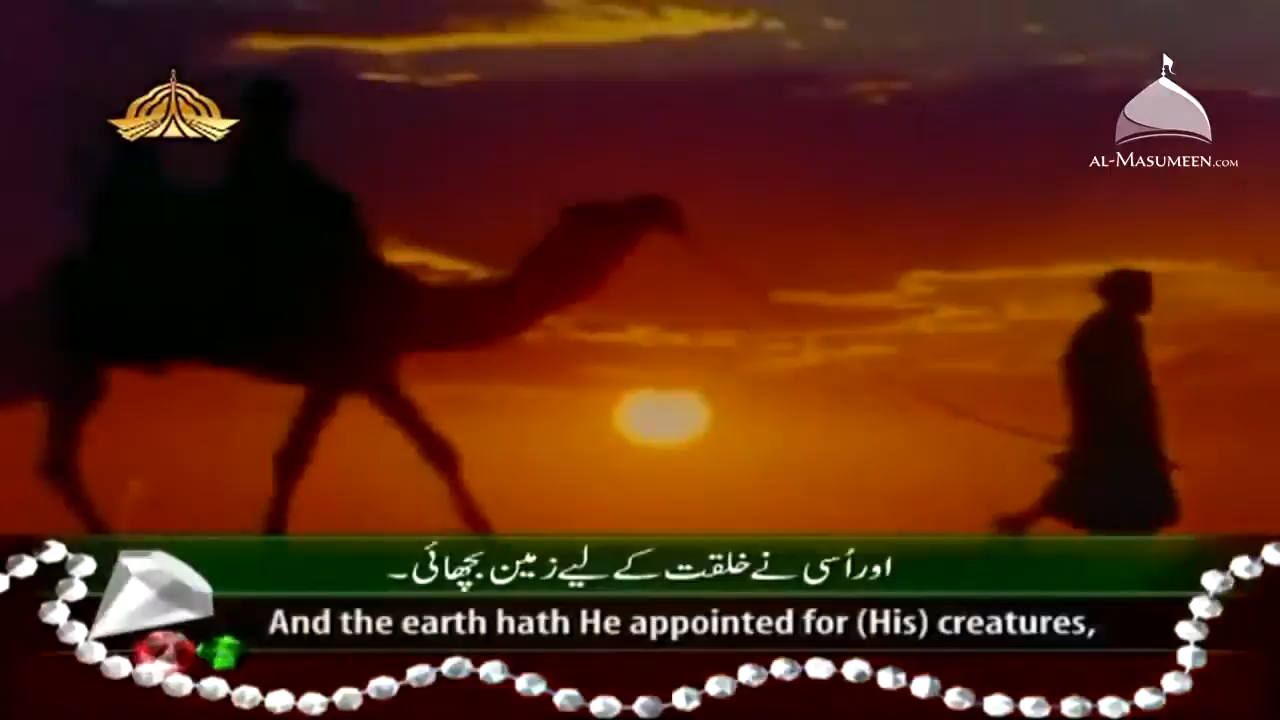 AL-MASUMEEN.COM
اور اُسی نے خلقت کے لیے زمین بچھائی۔
And the earth hath He appointed for (His) creatures,